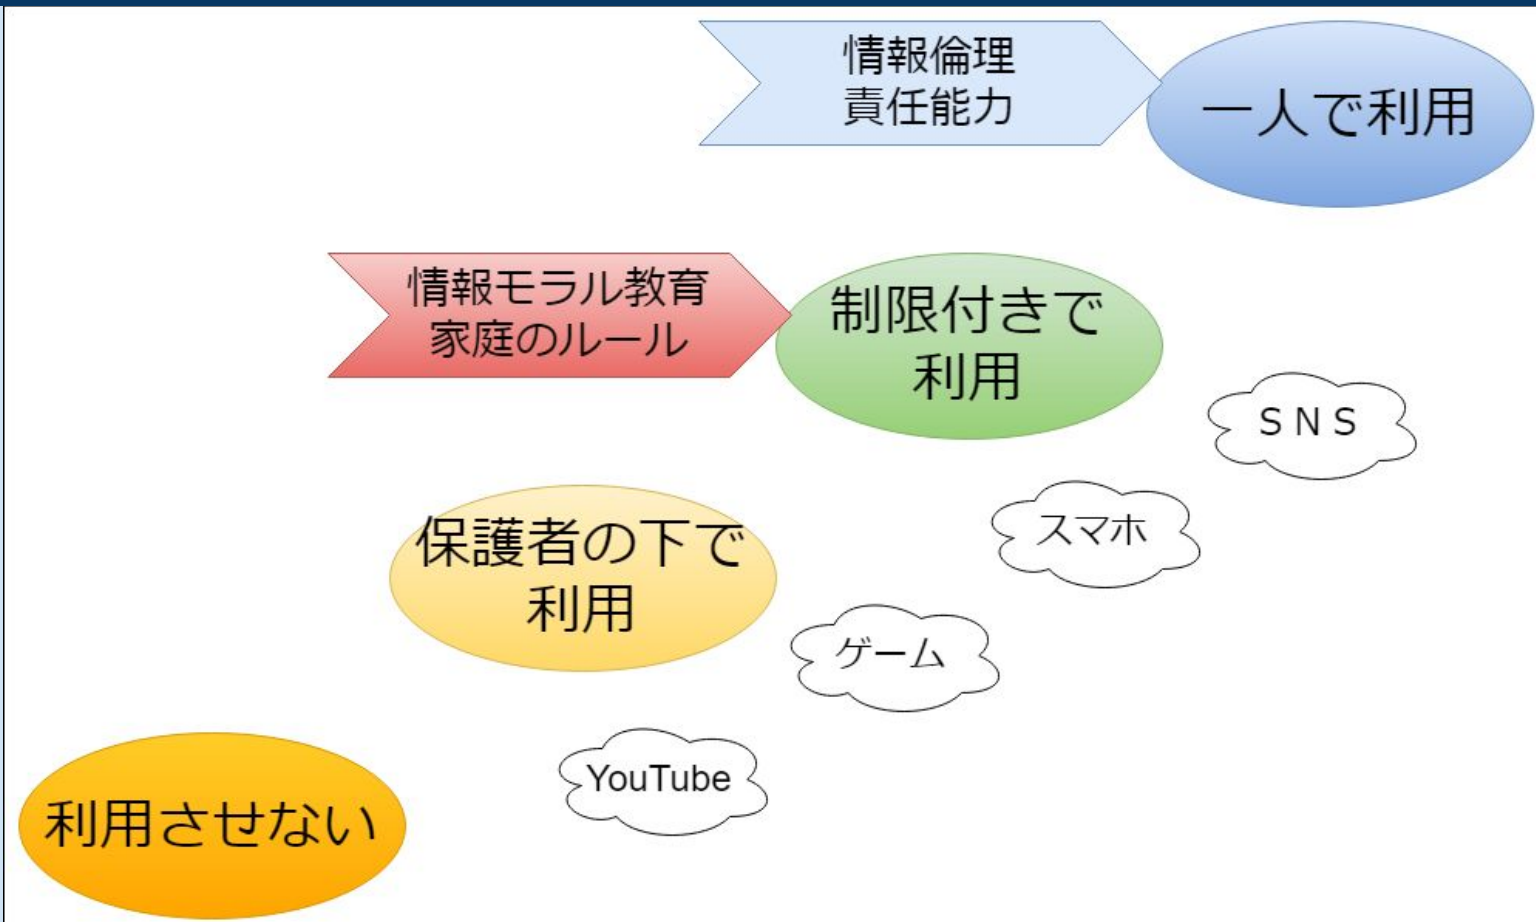 情報倫理
責任能力
一人で利用
情報モラル教育
家庭のルール
制限付きで
利用
ＳＮＳ
スマホ
保護者の下で
利用
ゲーム
YouTube
利用させない